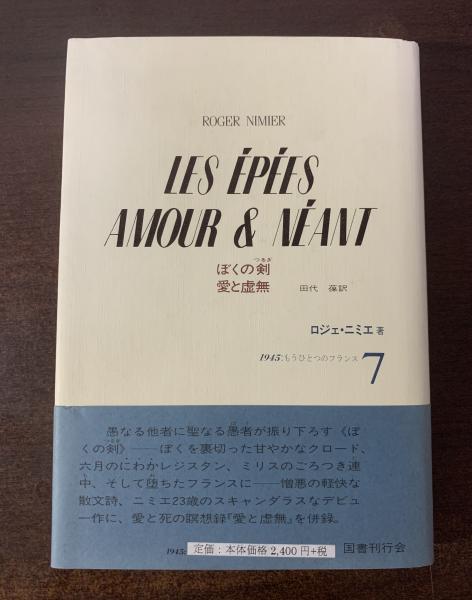 ROGER NIMIER
LES ÉPÉES
AMOUR & NÉANT
つるぎ
ぼくの剣
愛と虚無 田代 葆訳
ロジェ・ニミエ 著
1945:もうひとつのフランス 7
愚なる他者に聖なる愚者が振り下ろす《ぼ
くの剣》——ぼくを裏切った甘やかなクロード、
六月のにわかレジスタン、ミリスのごろつき連
中、そして堕ちたフランスに——憎悪の軽快な
散文詩、ニミエ23歳のスキャンダラスなデビュ
ー作に、愛と死の瞑想録『愛と虚無』を併録。
1945: 定価:本体価格2,400円+税 国書刊行会